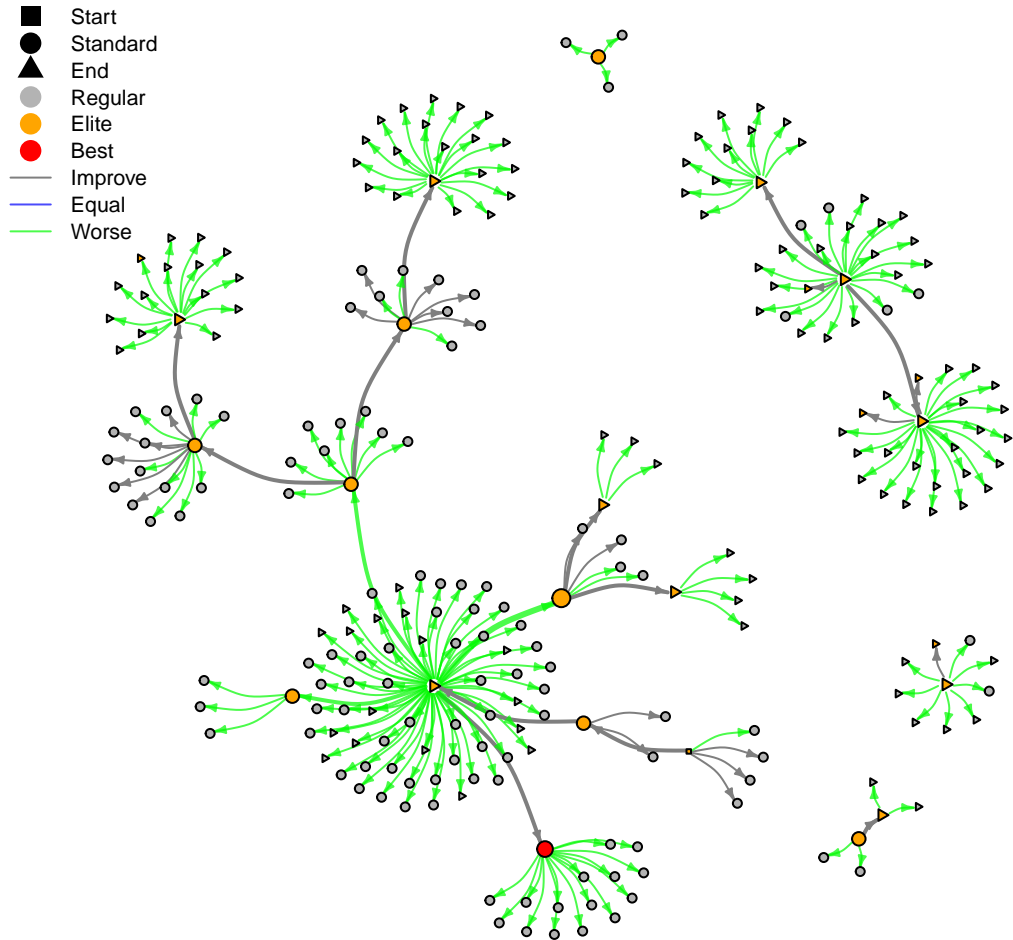 Start
Standard
End
Regular
Elite
Best
Improve
Equal
Worse